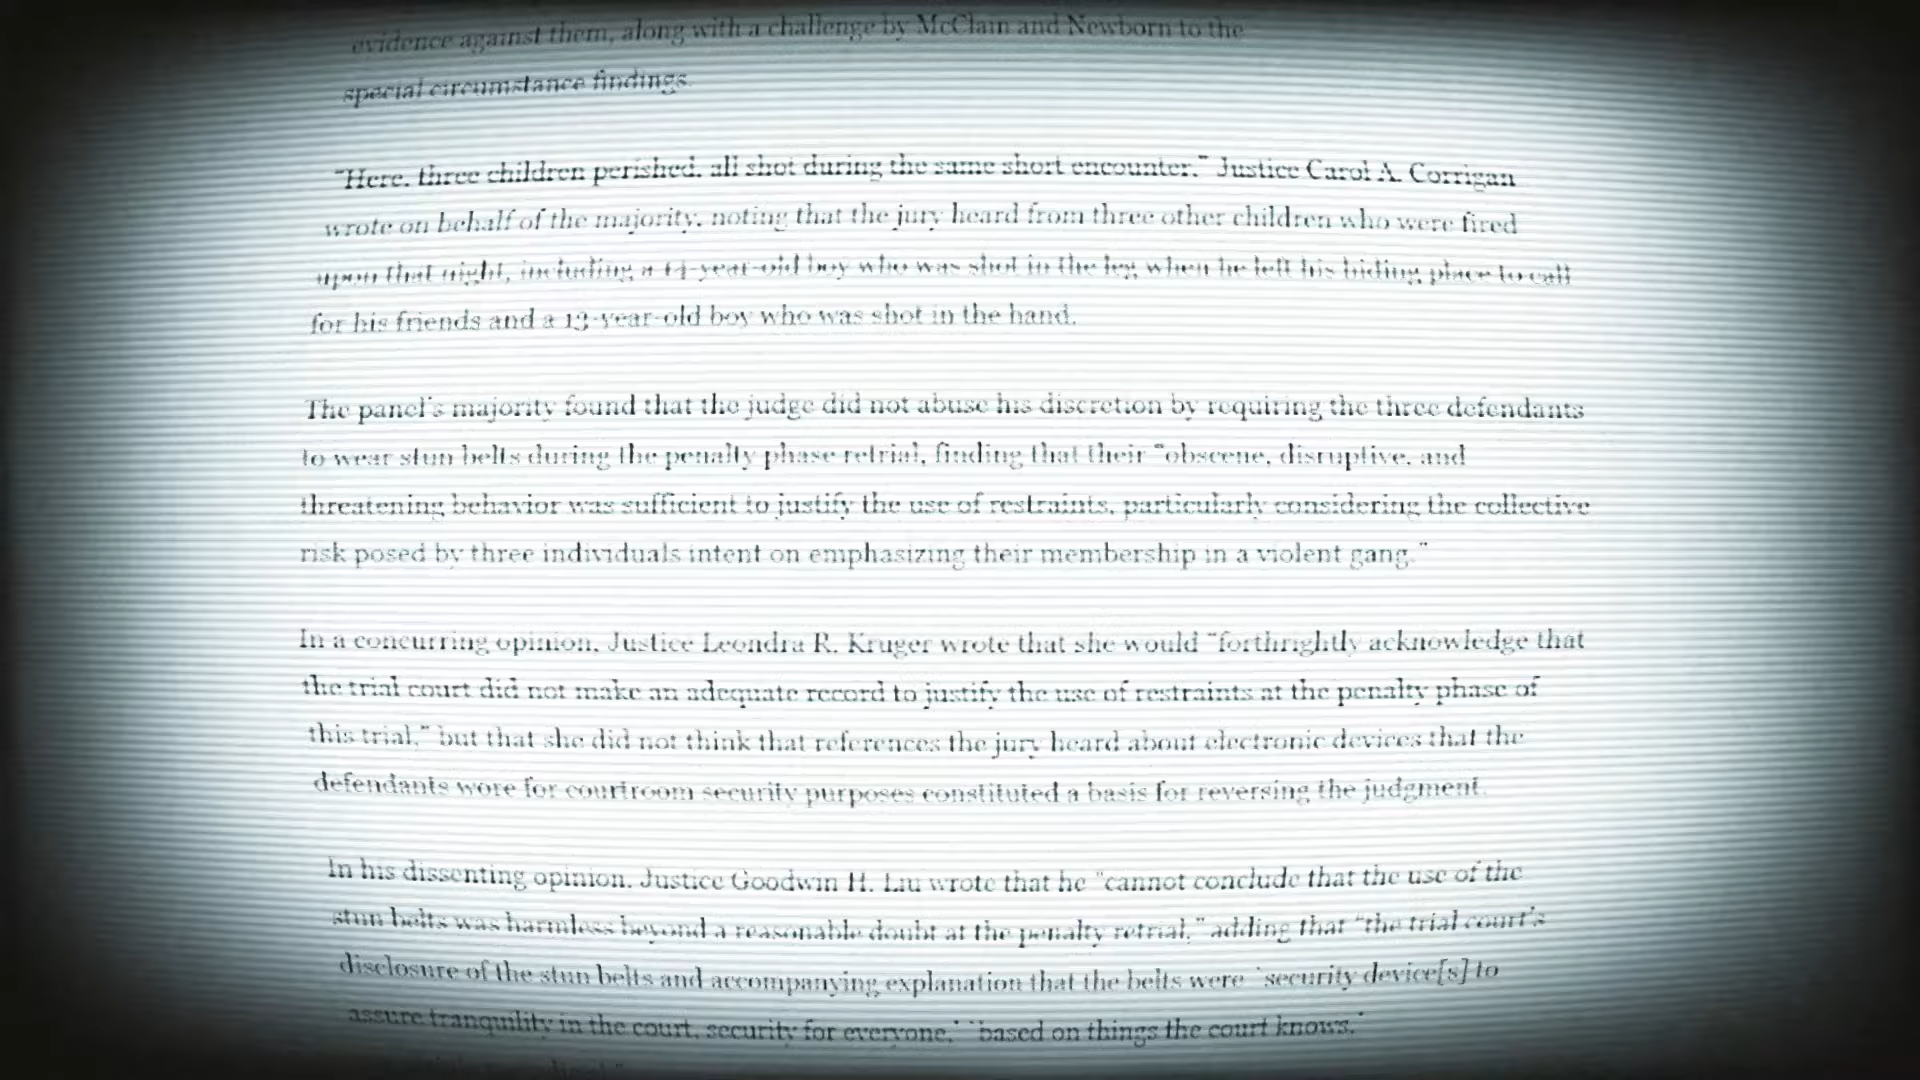 evidence against them, along with a challenge by McClain and Newborn to the
special circumstance findings.
"Here, three children perished, all shot during the same short encounter," Justice Carol A. Corrigan
wrote on behalf of the majority, noting that the jury heard from three other children who were fired
upon that night, including a 14-year-old boy who was shot in the leg when he left his hiding place to call
for his friends and a 13-year-old boy who was shot in the hand.
The panel's majority found that the judge did not abuse his discretion by requiring the three defendants
to wear stun belts during the penalty phase retrial, finding that their "obscene, disruptive, and
threatening behavior was sufficient to justify the use of restraints, particularly considering the collective
risk posed by three individuals intent on emphasizing their membership in a violent gang."
In a concurring opinion, Justice Leondra R. Kruger wrote that she would "forthrightly acknowledge that
the trial court did not make an adequate record to justify the use of restraints at the penalty phase of
this trial," but that she did not think that references the jury heard about electronic devices that the
defendants wore for courtroom security purposes constituted a basis for reversing the judgment.
In his dissenting opinion, Justice Goodwin H. Liu wrote that he "cannot conclude that the use of the
stun belts was harmless beyond a reasonable doubt at the penalty retrial," adding that "the trial court's
disclosure of the stun belts and accompanying explanation that the belts were 'security device[s] to
assure tranquility in the court, security for everyone,' 'based on things the court knows,'